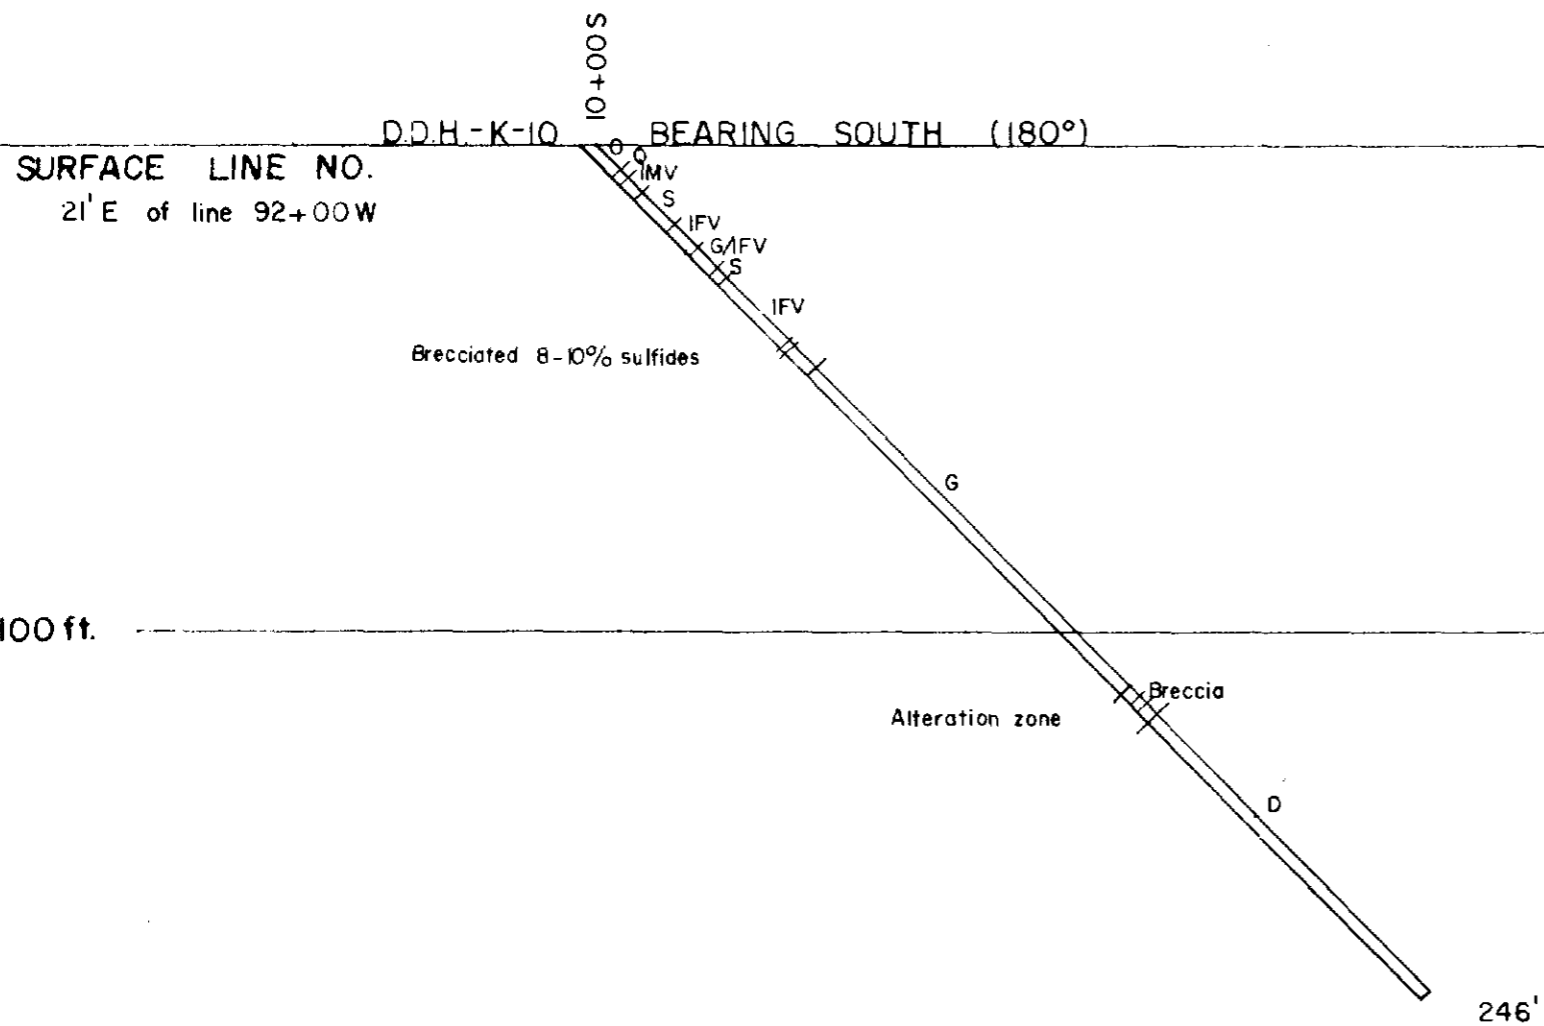 10+00S
D.D.H.-K-10 BEARING SOUTH (180°)
SURFACE LINE NO.
21'E of line 92+00W
O
Q
IMV
S
IFV
G/IFV
S
IFV
Brecciated 8-10% sulfides
G
100 ft.
Breccia
Alteration zone
D
246'